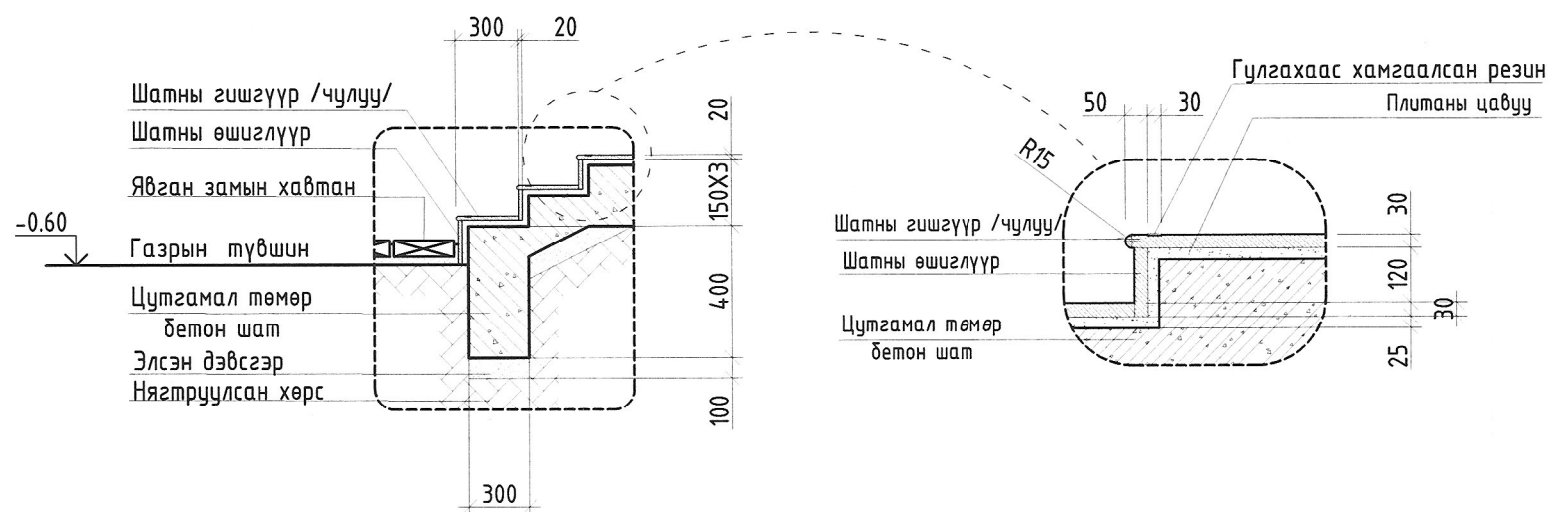 300
20
Шатны гишгүүр /чулуу/
Шатны өшиглүүр
Явган замын хавтан
-0.60
Газрын түвшин
Цутгамал төмөр
бетон шат
Элсэн дэвсгэр
Нягтруулсан хөрс
20
150X3
400
100
300
Гулгахаас хамгаалсан резин
50
30
Плитаны цавуу
R15
Шатны гишгүүр /чулуу/
Шатны өшиглүүр
Цутгамал төмөр
бетон шат
30
120
30
25